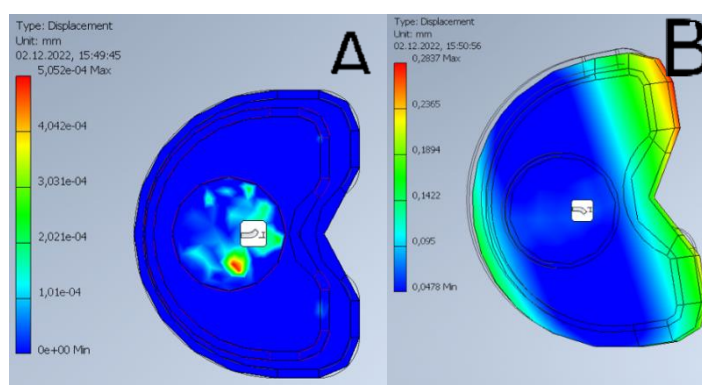 Type: Displacement
Unit: mm
02.12.2022, 15:49:45
5,052e-04 Max
4,042e-04
3,031e-04
2,021e-04
1,01e-04
0e+00 Min
A
Type: Displacement
Unit: mm
02.12.2022, 15:50:56
0,2837 Max
0,2365
0,1894
0,1422
0,095
0,0478 Min
B